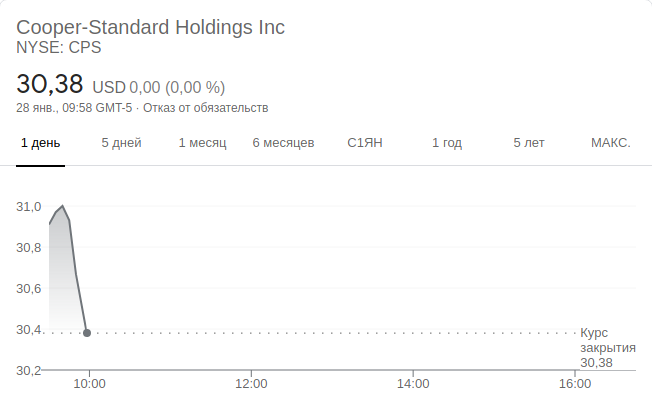 Cooper-Standard Holdings Inc
NYSE: CPS
30,38 USD 0,00 (0,00 %)
28 янв., 09:58 GMT-5 · Отказ от обязательств
1 день 5 дней 1 месяц 6 месяцев С1ЯН 1 год 5 лет МАКС.
31,0
30,8
30,6
30,4
Курс
закрытия
30,38
30,2
10:00 12:00 14:00 16:00